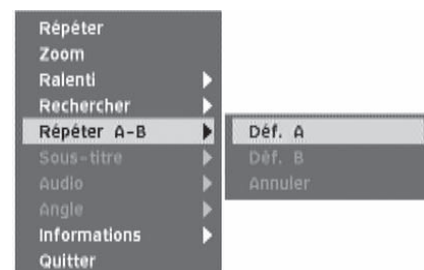 Répéter
Zoom
Ralenti
Rechercher
Répéter A-B
Sous-titre
Audio
Angle
Informations
Quitter
Déf. A
Déf. B
Annuler